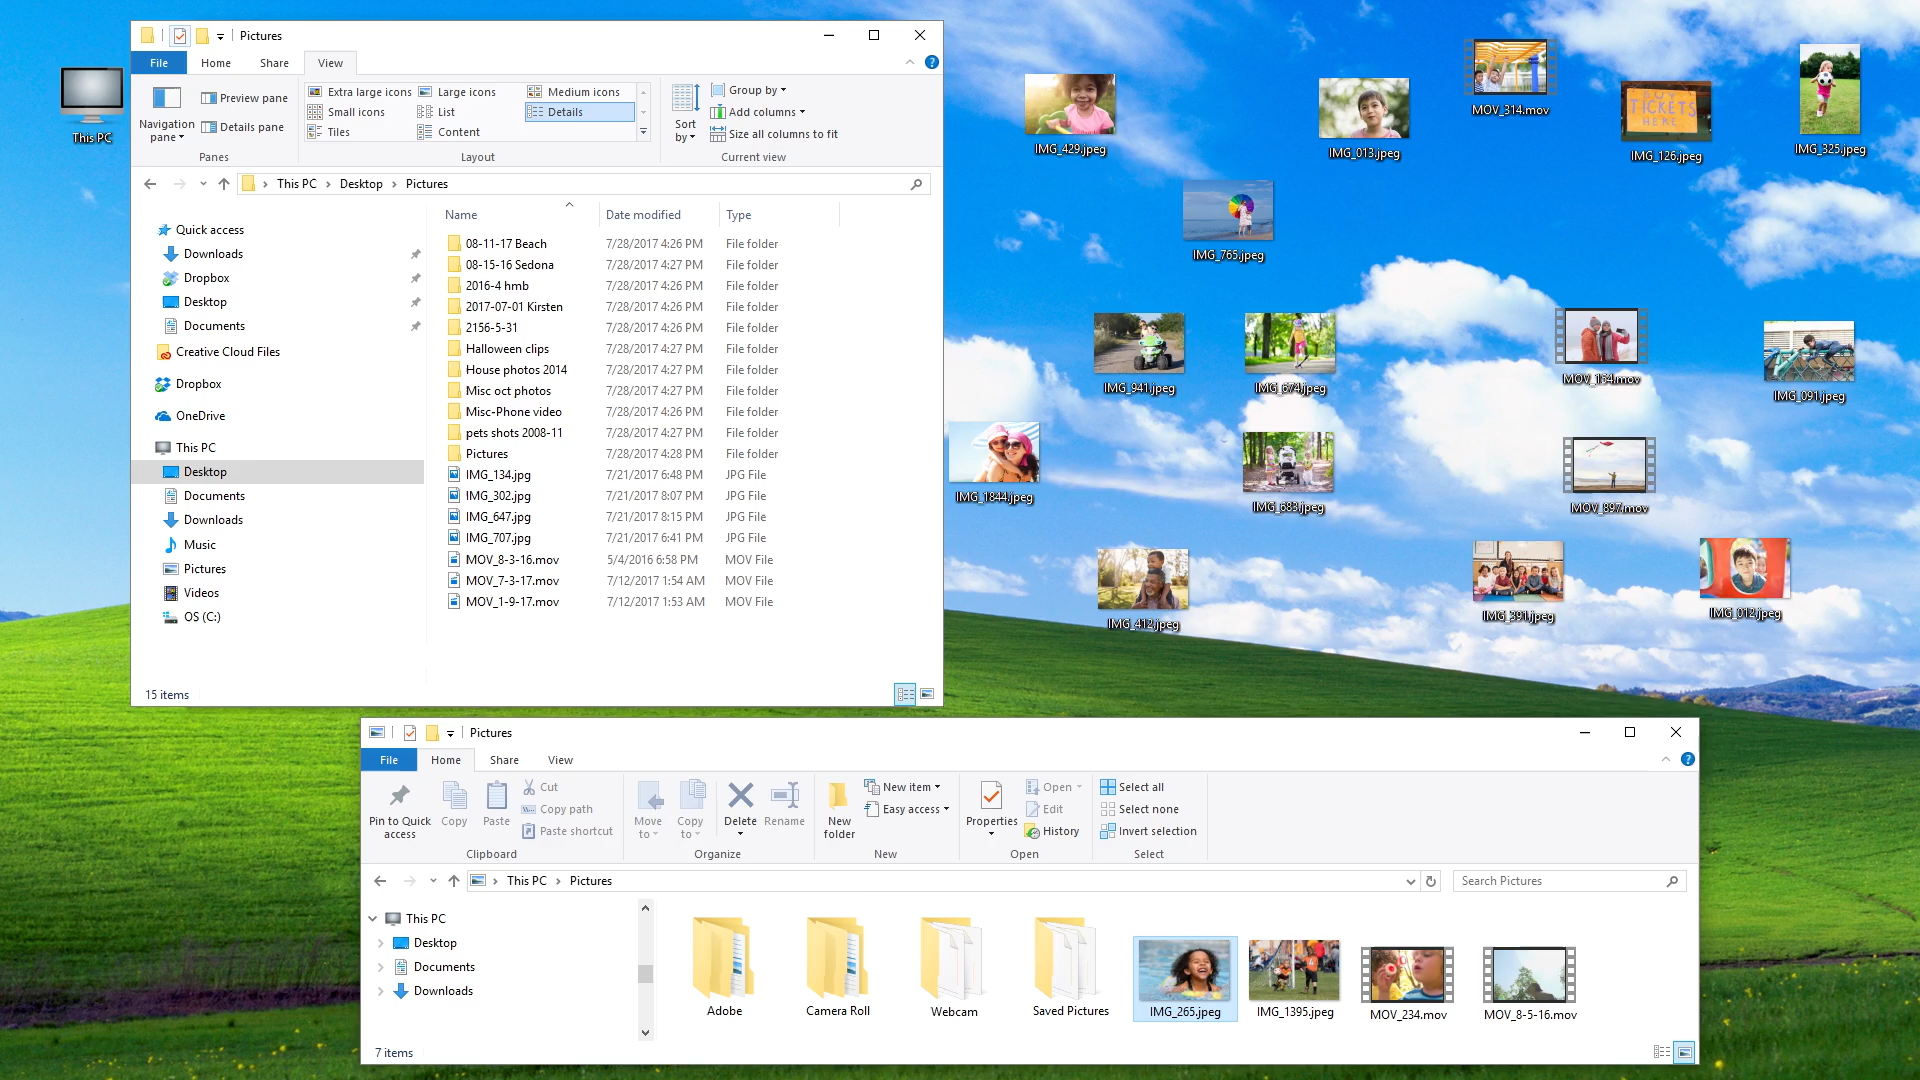 This PC
Pictures
File
Home
Share
View
Navigation pane
Preview pane
Details pane
Panes
Extra large icons
Large icons
Medium icons
Small icons
List
Details
Tiles
Content
Layout
Sort by
Group by
Add columns
Size all columns to fit
Current view
This PC > Desktop > Pictures
Quick access
Downloads
Dropbox
Desktop
Documents
Creative Cloud Files
Dropbox
OneDrive
This PC
Desktop
Documents
Downloads
Music
Pictures
Videos
OS (C:)
Name Date modified Type
08-11-17 Beach 7/28/2017 4:26 PM File folder
08-15-16 Sedona 7/28/2017 4:27 PM File folder
2016-4 hmb 7/28/2017 4:26 PM File folder
2017-07-01 Kirsten 7/28/2017 4:26 PM File folder
2156-5-31 7/28/2017 4:26 PM File folder
Halloween clips 7/28/2017 4:27 PM File folder
House photos 2014 7/28/2017 4:27 PM File folder
Misc oct photos 7/28/2017 4:27 PM File folder
Misc-Phone video 7/28/2017 4:26 PM File folder
pets shots 2008-11 7/28/2017 4:27 PM File folder
Pictures 7/28/2017 4:28 PM File folder
IMG_134.jpg 7/21/2017 6:48 PM JPG File
IMG_302.jpg 7/21/2017 8:07 PM JPG File
IMG_647.jpg 7/21/2017 8:15 PM JPG File
IMG_707.jpg 7/21/2017 6:41 PM JPG File
MOV_8-3-16.mov 5/4/2016 6:58 PM MOV File
MOV_7-3-17.mov 7/12/2017 1:54 AM MOV File
MOV_1-9-17.mov 7/12/2017 1:53 AM MOV File
15 items
IMG_429.jpeg
IMG_013.jpeg
MOV_314.mov
BUY
TICKETS
HERE
IMG_126.jpeg
IMG_325.jpeg
IMG_765.jpeg
IMG_941.jpeg
IMG_674.jpeg
MOV_134.mov
IMG_091.jpeg
IMG_1844.jpeg
IMG_683.jpeg
MOV_897.mov
IMG_412.jpeg
IMG_391.jpeg
IMG_012.jpeg
Pictures
File
Home
Share
View
Pin to Quick access
Copy
Paste
Cut
Copy path
Paste shortcut
Clipboard
Move to
Copy to
Delete
Rename
Organize
New folder
New item
Easy access
New
Properties
Open
Edit
History
Open
Select all
Select none
Invert selection
Select
This PC > Pictures
Search Pictures
This PC
Desktop
Documents
Downloads
Adobe
Camera Roll
Webcam
Saved Pictures
IMG_265.jpeg
IMG_1395.jpeg
MOV_234.mov
MOV_8-5-16.mov
7 items